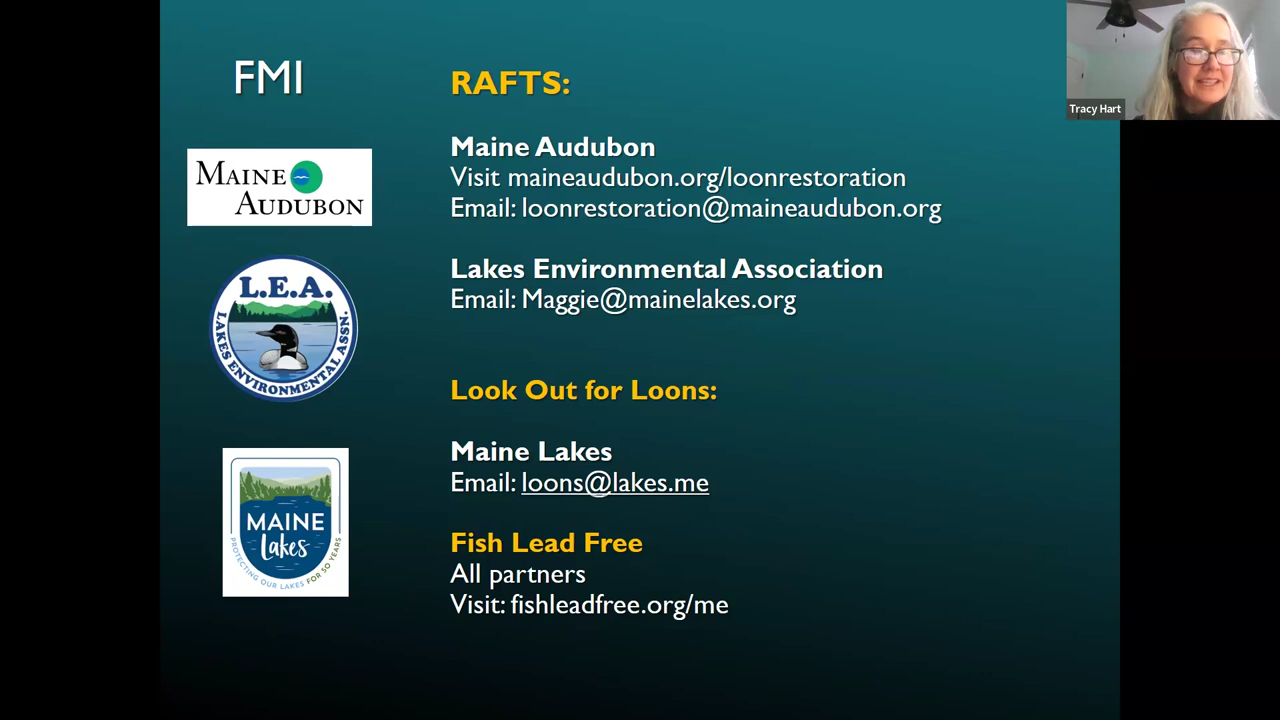 FMI
MAINE
AUDUBON
L.E.A.
LAKES ENVIRONMENTAL ASSN.
MAINE
Lakes
PROTECTING OUR LAKES FOR 50 YEARS
RAFTS:
Maine Audubon
Visit maineaudubon.org/loonrestoration
Email: loonrestoration@maineaudubon.org
Lakes Environmental Association
Email: Maggie@mainelakes.org
Look Out for Loons:
Maine Lakes
Email: loons@lakes.me
Fish Lead Free
All partners
Visit: fishleadfree.org/me
Tracy Hart